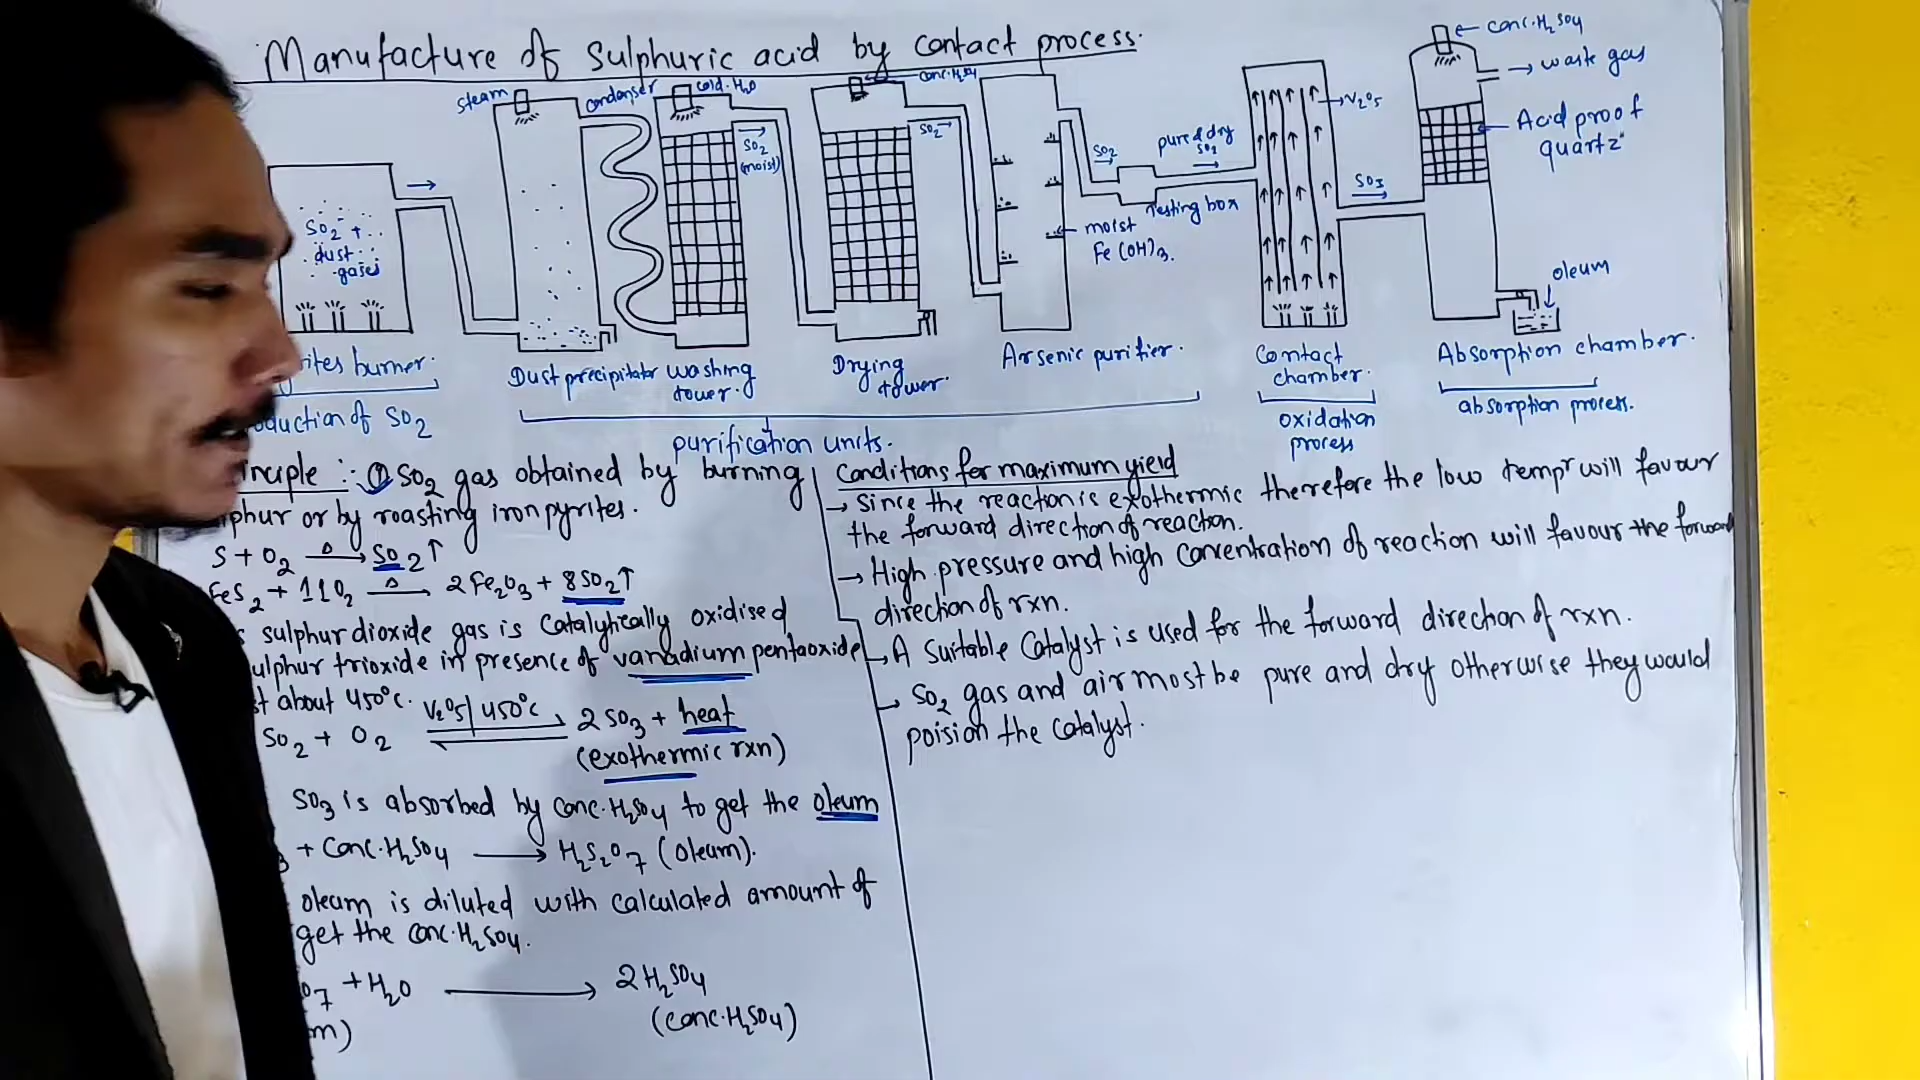 Manufacture of Sulphuric acid by contact process.
steam
condenser
cold. H2O
conc. H2SO4
conc. H2SO4
waste gas
V2O5
Acid proof
quartz"
SO2 +
dust
gases
SO2
(moist)
SO2
SO2
pure & dry
SO2
Testing box
moist
Fe(OH)3.
SO3
oleum
ites burner.
Dust precipitator
washing
tower.
Drying
tower.
Arsenic purifier.
Contact
chamber.
Absorption chamber.
oduction of SO2
purification units.
oxidation
process
absorption process.
nciple :- ① SO2 gas obtained by burning
lphur or by roasting iron pyrites.
S + O2 —Δ→ SO2↑
FeS2 + 11O2 —Δ→ 2Fe2O3 + 8SO2↑
s sulphurdioxide gas is Catalytically oxidised
ulphur trioxide in presence of vanadium pentaoxide
t about 450°c.
SO2 + O2 ⇌ V2O5/450°c 2SO3 + heat
(exothermic rxn)
SO3 is absorbed by conc. H2SO4 to get the oleum
3 + Conc. H2SO4 → H2S2O7 (Oleum).
oleum is diluted with calculated amount of
get the conc. H2SO4.
O7 + H2O → 2H2SO4
m) (conc. H2SO4)
Conditions for maximum yield
→ Since the reaction is exothermic therefore the low tempr will favour
the forward direction of reaction.
→ High pressure and high concentration of reaction will favour the forward
direction of rxn.
→ A suitable Catalyst is used for the forward direction of rxn.
→ SO2 gas and air most be pure and dry otherwise they would
poision the catalyst.